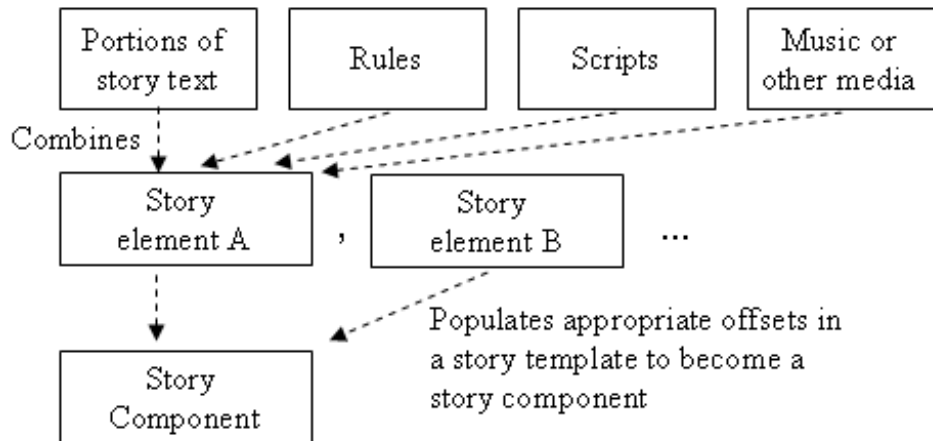 Portions of
story text
Rules
Scripts
Music or
other media
Combines
Story
element A
,
Story
element B
...
Populates appropriate offsets in
a story template to become a
story component
Story
Component